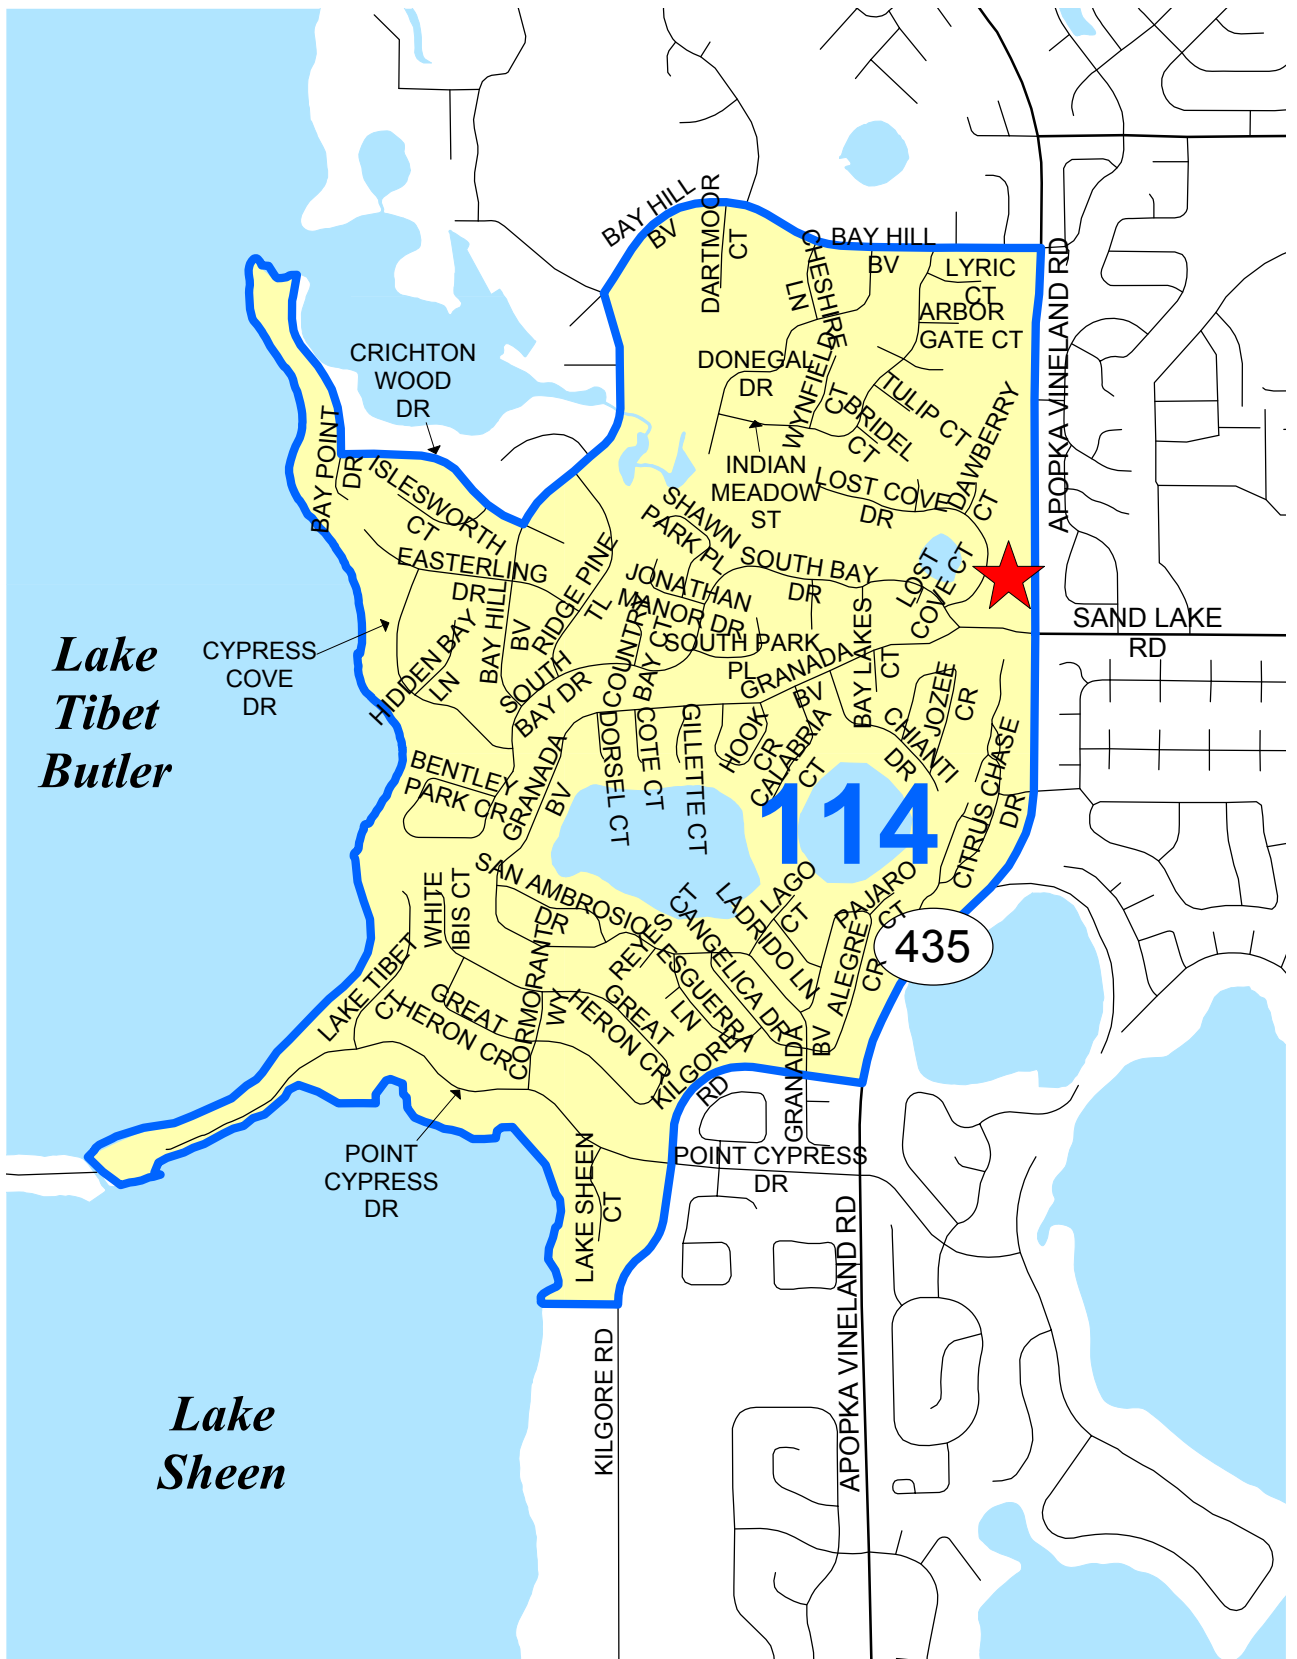 BAY HILL
BV
DARTMOOR
CT
CHESHIRE
LN
BAY HILL
BV
LYRIC
CT
ARBOR
GATE CT
APOPKA VINELAND RD
CRICHTON
WOOD
DR
DONEGAL
DR
WYNFIELD
CT
TULIP CT
BRIDEL
CT
DAWBERRY
CT
BAY POINT
DR
ISLESWORTH
CT
INDIAN
MEADOW
ST
LOST COVE
DR
SHAWN
PARK PL
EASTERLING
DR
RIDGE PINE
TL
JONATHAN
MANOR DR
SOUTH BAY
DR
LOST
COVE CT
SAND LAKE
RD
Lake
Tibet
Butler
CYPRESS
COVE
DR
HIDDEN BAY
LN
BAY HILL
BV
SOUTH
BAY DR
COUNTRY
BAY CT
SOUTH PARK
PL
GRANADA
BV
BAY LAKES
CT
JOZEE
CR
CHIANTI
DR
CITRUS CHASE
DR
HOOK
CR
CALABRIA
CT
DORSEL CT
COTE CT
GILLETTE CT
BENTLEY
PARK CR
GRANADA
BV
114
SAN AMBROSIO
DR
WHITE
IBIS CT
REYES
CT
LADRIDO LN
LAGO
CT
PAJARO
CT
ALEGRE
CR
435
ANGELICA DR
ESGUERRA
LN
LAKE TIBET
CT
GREAT
HERON CR
CORMORANT
WY
GREAT
HERON CR
KILGORE
RD
GRANADA
BV
POINT
CYPRESS
DR
LAKE SHEEN
CT
POINT CYPRESS
DR
APOPKA VINELAND RD
KILGORE RD
Lake
Sheen